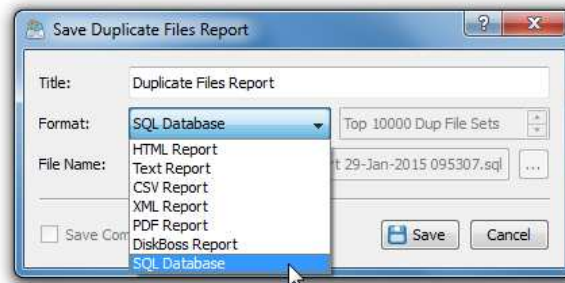 Save Duplicate Files Report
Title: Duplicate Files Report
Format: SQL Database Top 10000 Dup File Sets
HTML Report
File Name: Text Report 29-Jan-2015 095307.sql ...
CSV Report
XML Report
PDF Report
Save DiskBoss Report Save Cancel
SQL Database